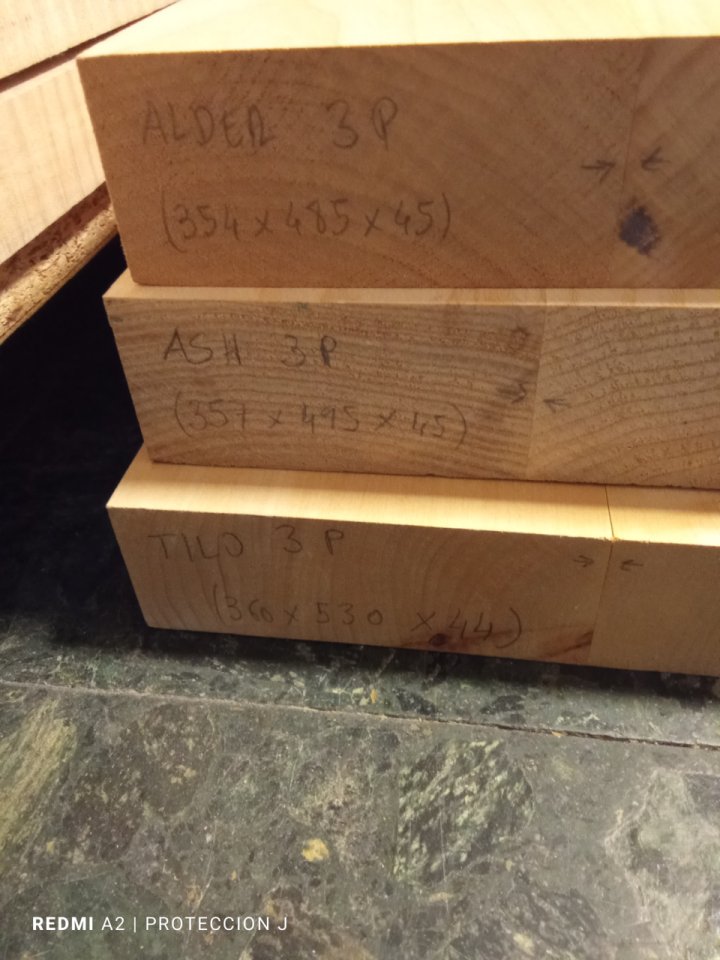 ALDER 3P
(354 x 485 x 45)
ASH 3P
(357 x 495 x 45)
TILO 3P
(360 x 530 x 44)
REDMI A2 | PROTECCION J